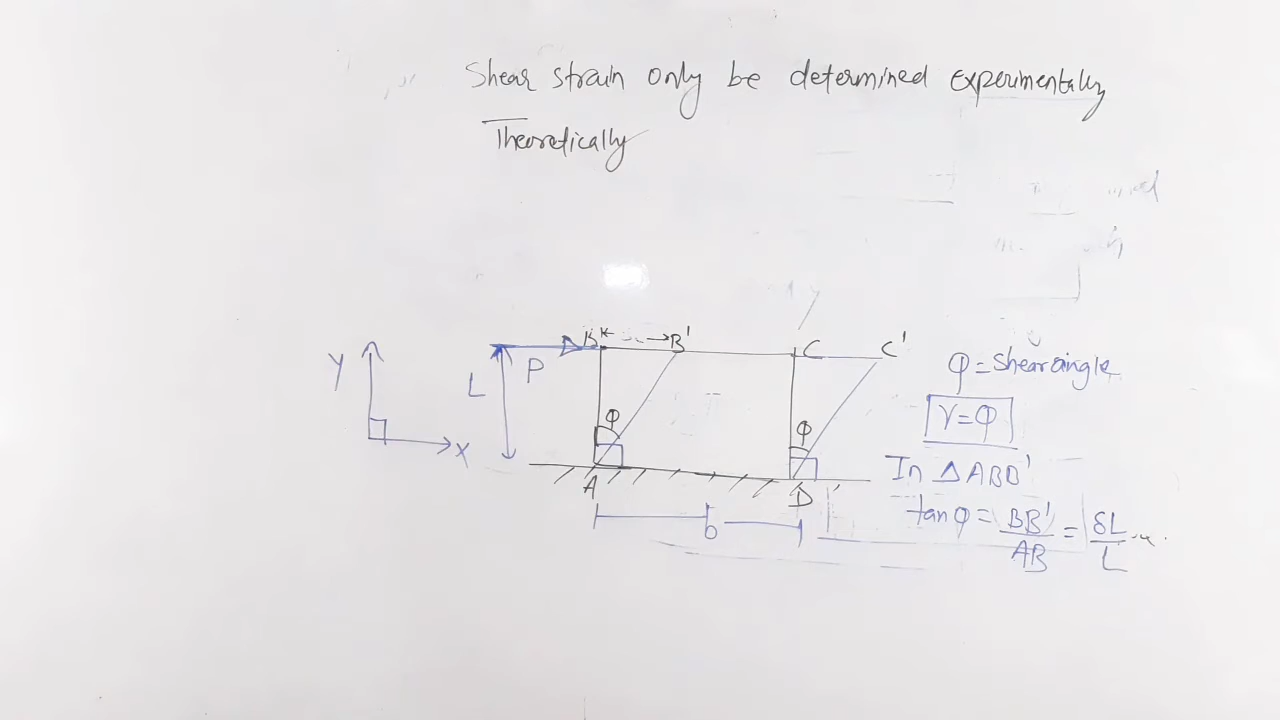 Shear strain only be determined experimentally
Theoretically
B B' C C'
Y P L φ = Shear angle
φ φ γ = φ
X In ΔABB'
A D
tan φ = BB'/AB = δL/L
b